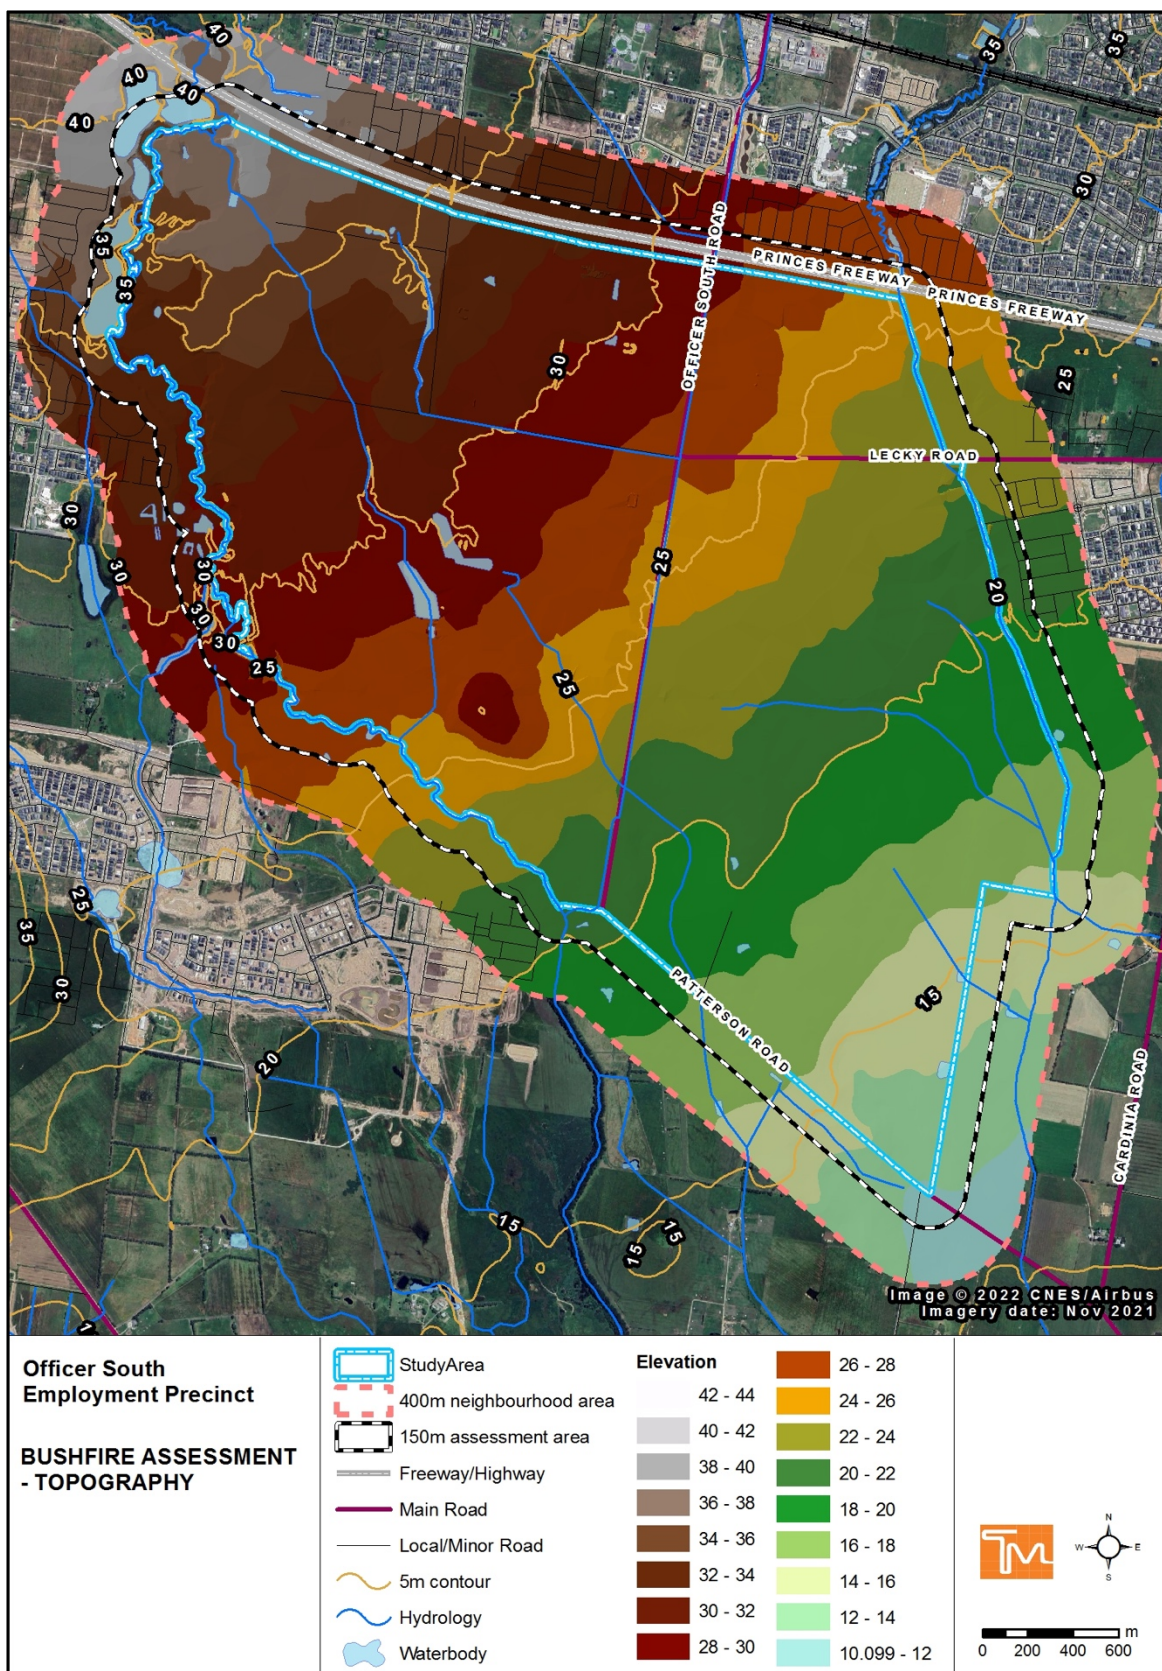 40
40
40
40
35
35
35
35
30
PRINCES FREEWAY
PRINCES FREEWAY
OFFICER SOUTH ROAD
30
25
LECKY ROAD
30
30
30
30
30
25
25
25
20
25
35
30
20
15
PATTERSON ROAD
CARDINIA ROAD
15
15
15
1
Image © 2022 CNES/Airbus
Imagery date: Nov 2021
Officer South
Employment Precinct
BUSHFIRE ASSESSMENT
- TOPOGRAPHY
StudyArea
400m neighbourhood area
150m assessment area
Freeway/Highway
Main Road
Local/Minor Road
5m contour
Hydrology
Waterbody
Elevation
42 - 44
40 - 42
38 - 40
36 - 38
34 - 36
32 - 34
30 - 32
28 - 30
26 - 28
24 - 26
22 - 24
20 - 22
18 - 20
16 - 18
14 - 16
12 - 14
10.099 - 12
TM
N
W
E
S
m
0 200 400 600